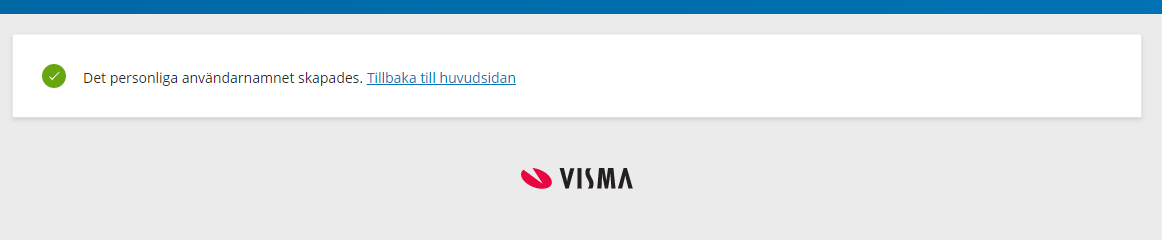 Det personliga användarnamnet skapades. Tillbaka till huvudsidan
VISMA